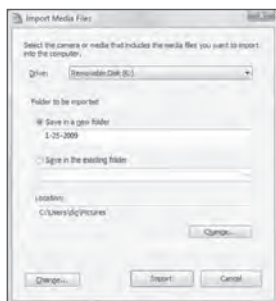 Import Media Files
Select the camera or media that includes the media files you want to import
into the computer.
Drive: Removable Disk (K:)
Folder to be imported
Save in a new folder
1-25-2009
Save in the existing folder
Location:
C:\Users\dig\Pictures
Change...
Change... Import Cancel